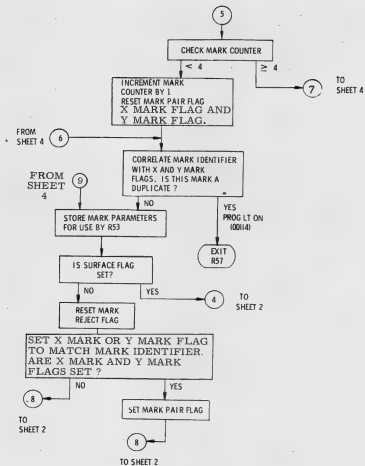 5
CHECK MARK COUNTER
< 4
≥ 4
INCREMENT MARK
COUNTER BY 1
RESET MARK PAIR FLAG
X MARK FLAG AND
Y MARK FLAG.
7
TO
SHEET 4
FROM
SHEET 4
6
CORRELATE MARK IDENTIFIER
WITH X AND Y MARK
FLAGS. IS THIS MARK A
DUPLICATE ?
FROM
SHEET
4
9
NO
YES
PROG LT ON
(00114)
STORE MARK PARAMETERS
FOR USE BY R53
EXIT
R57
IS SURFACE FLAG
SET?
NO
YES
4
TO
SHEET 2
RESET MARK
REJECT FLAG
SET X MARK OR Y MARK FLAG
TO MATCH MARK IDENTIFIER.
ARE X MARK AND Y MARK
FLAGS SET ?
NO
YES
8
TO
SHEET 2
SET MARK PAIR FLAG
8
TO SHEET 2